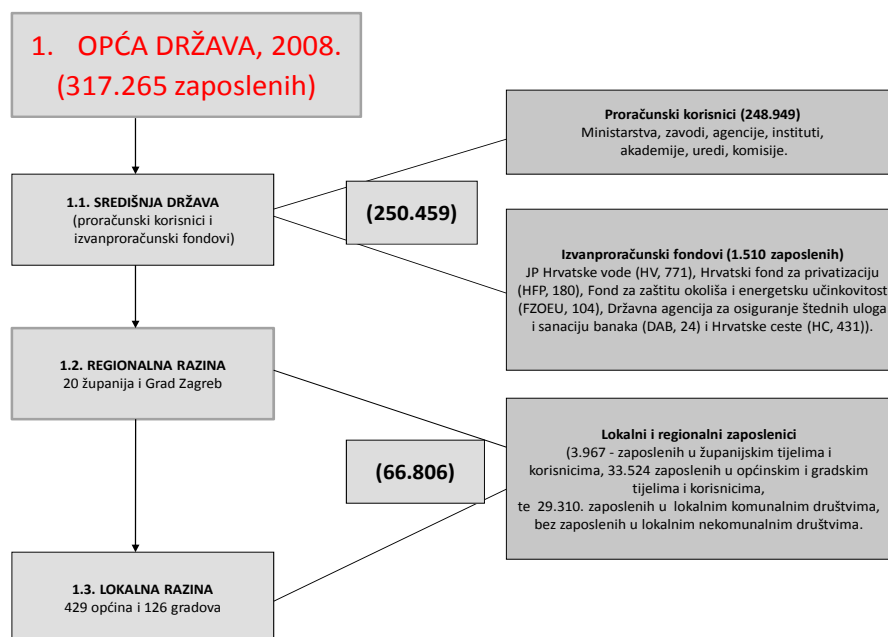 1. OPĆA DRŽAVA, 2008.
(317.265 zaposlenih)
Proračunski korisnici (248.949)
Ministarstva, zavodi, agencije, instituti,
akademije, uredi, komisije.
1.1. SREDIŠNJA DRŽAVA
(proračunski korisnici i
izvanproračunski fondovi)
(250.459)
Izvanproračunski fondovi (1.510 zaposlenih)
JP Hrvatske vode (HV, 771), Hrvatski fond za privatizaciju
(HFP, 180), Fond za zaštitu okoliša i energetsku učinkovitost
(FZOEU, 104), Državna agencija za osiguranje štednih uloga
i sanaciju banaka (DAB, 24) i Hrvatske ceste (HC, 431)).
1.2. REGIONALNA RAZINA
20 županija i Grad Zagreb
(66.806)
Lokalni i regionalni zaposlenici
(3.967 - zaposlenih u županijskim tijelima i
korisnicima, 33.524 zaposlenih u općinskim i gradskim
tijelima i korisnicima,
te 29.310. zaposlenih u lokalnim komunalnim društvima,
bez zaposlenih u lokalnim nekomunalnim društvima.
1.3. LOKALNA RAZINA
429 općina i 126 gradova